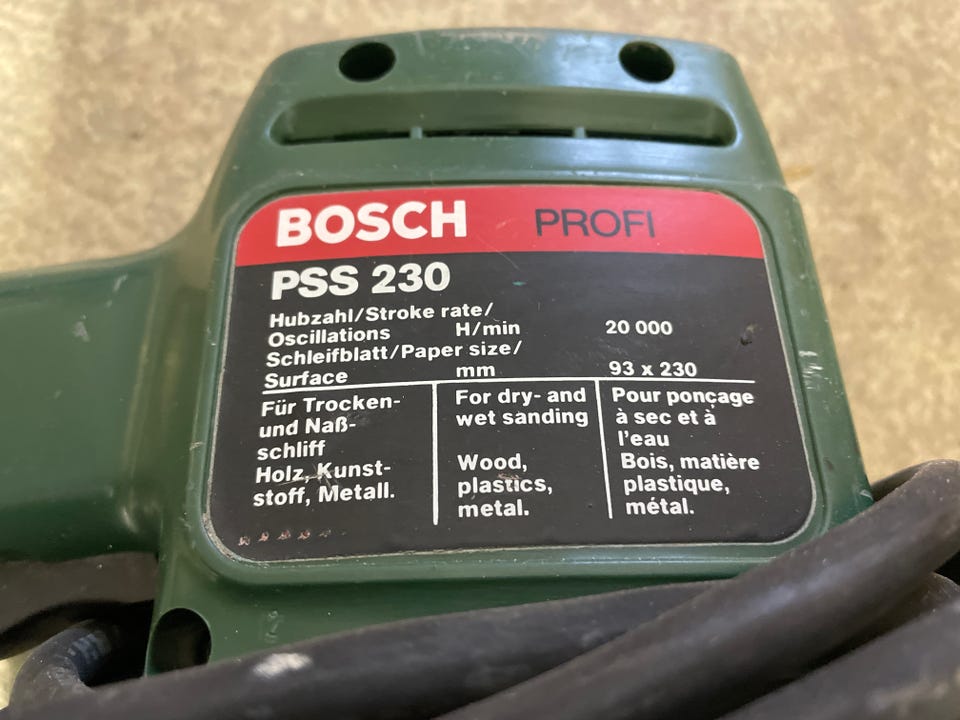 BOSCH PROFI
PSS 230
Hubzahl/Stroke rate/
Oscillations H/min 20 000
Schleifblatt/Paper size/
Surface mm 93 x 230
Für Trocken-
und Naß-
schliff
Holz, Kunst-
stoff, Metall.
For dry- and
wet sanding
Wood,
plastics,
metal.
Pour ponçage
à sec et à
l'eau
Bois, matière
plastique,
métal.